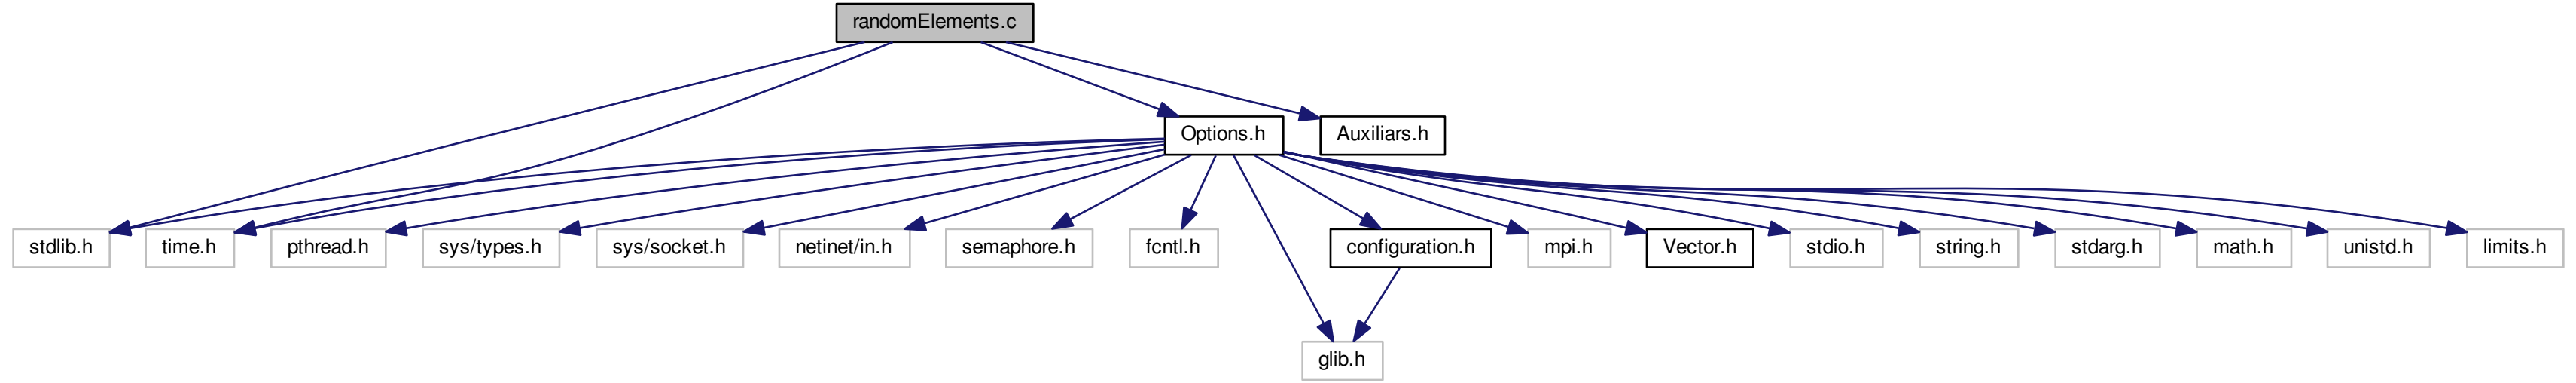 randomElements.c
Options.h
Auxiliars.h
stdlib.h
time.h
pthread.h
sys/types.h
sys/socket.h
netinet/in.h
semaphore.h
fcntl.h
configuration.h
mpi.h
Vector.h
stdio.h
string.h
stdarg.h
math.h
unistd.h
limits.h
glib.h